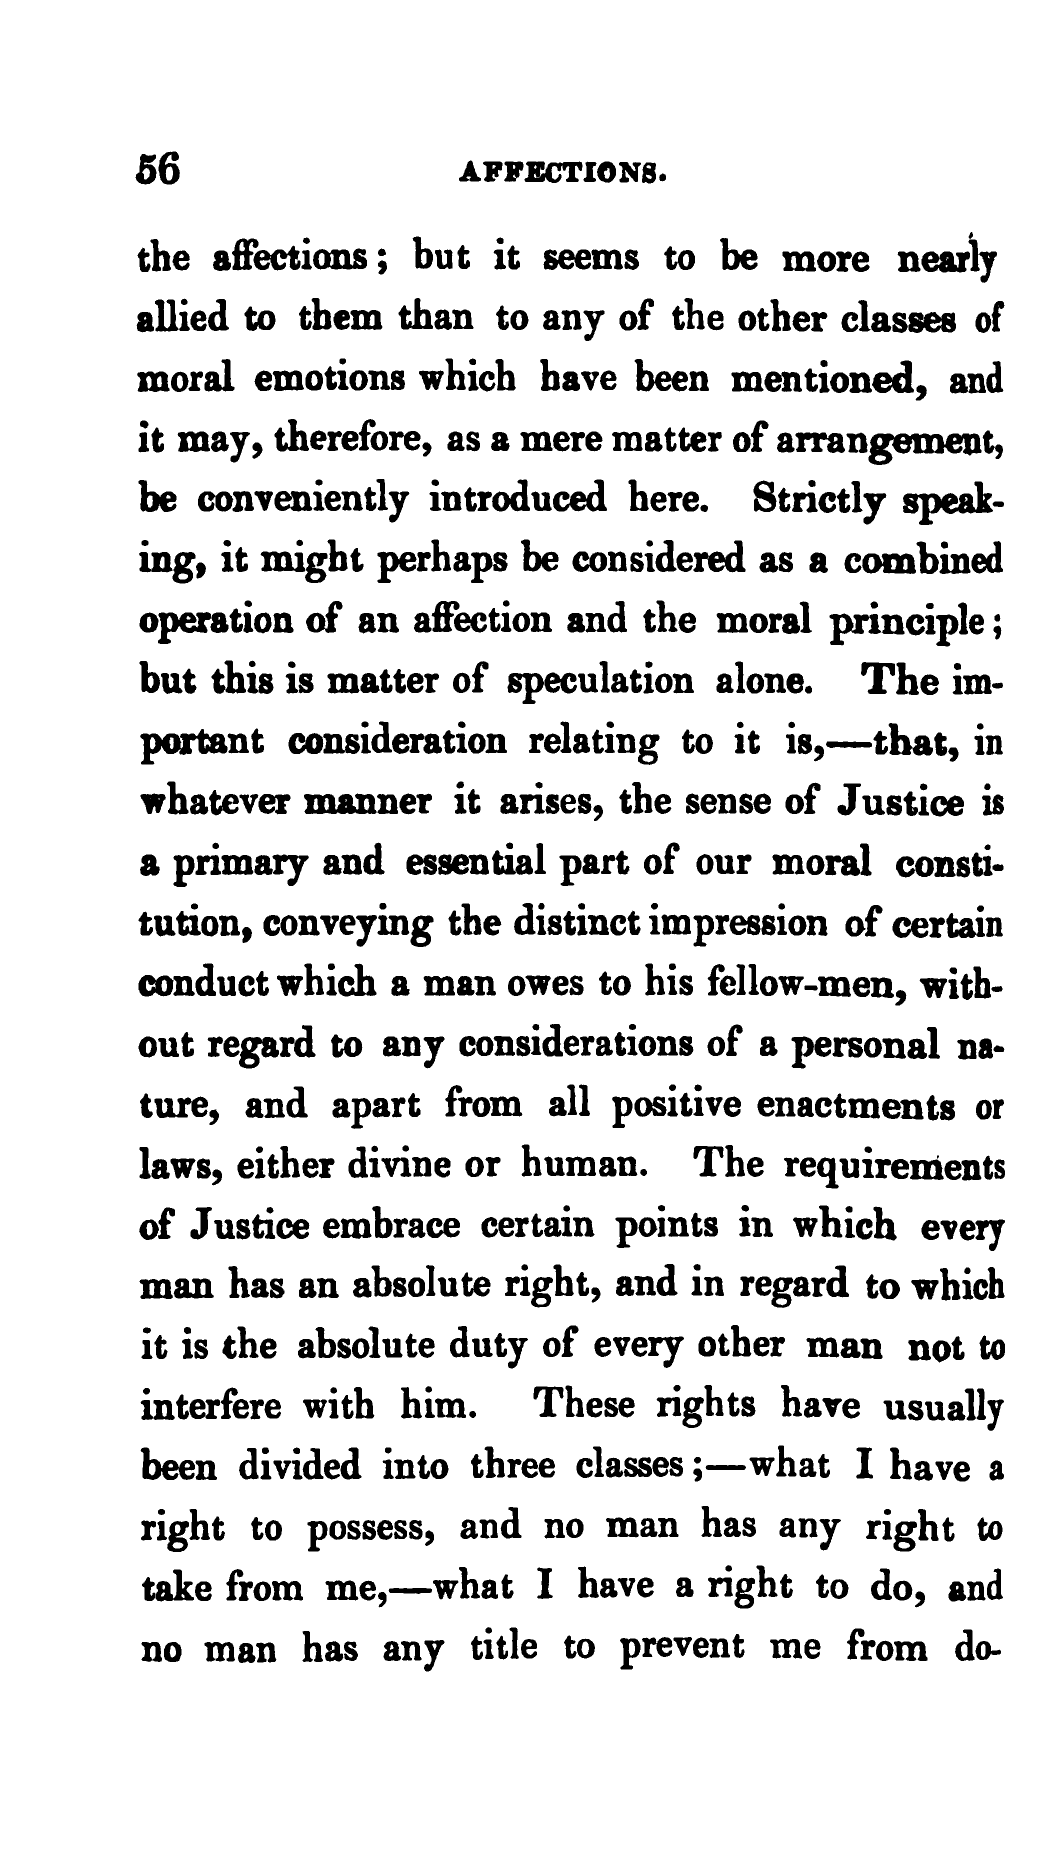 56 AFFECTIONS.
the affections; but it seems to be more nearly
allied to them than to any of the other classes of
moral emotions which have been mentioned, and
it may, therefore, as a mere matter of arrangement,
be conveniently introduced here. Strictly speak-
ing, it might perhaps be considered as a combined
operation of an affection and the moral principle;
but this is matter of speculation alone. The im-
portant consideration relating to it is,—that, in
whatever manner it arises, the sense of Justice is
a primary and essential part of our moral consti-
tution, conveying the distinct impression of certain
conduct which a man owes to his fellow-men, with-
out regard to any considerations of a personal na-
ture, and apart from all positive enactments or
laws, either divine or human. The requirements
of Justice embrace certain points in which every
man has an absolute right, and in regard to which
it is the absolute duty of every other man not to
interfere with him. These rights have usually
been divided into three classes;—what I have a
right to possess, and no man has any right to
take from me,—what I have a right to do, and
no man has any title to prevent me from do-